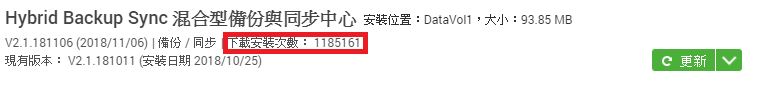 Hybrid Backup Sync 混合型備份與同步中心 安裝位置：DataVol1，大小：93.85 MB
V2.1.181106 (2018/11/06) | 備份 / 同步 | 下載安裝次數： 1185161
現有版本： V2.1.181011 (安裝日期 2018/10/25)
更新